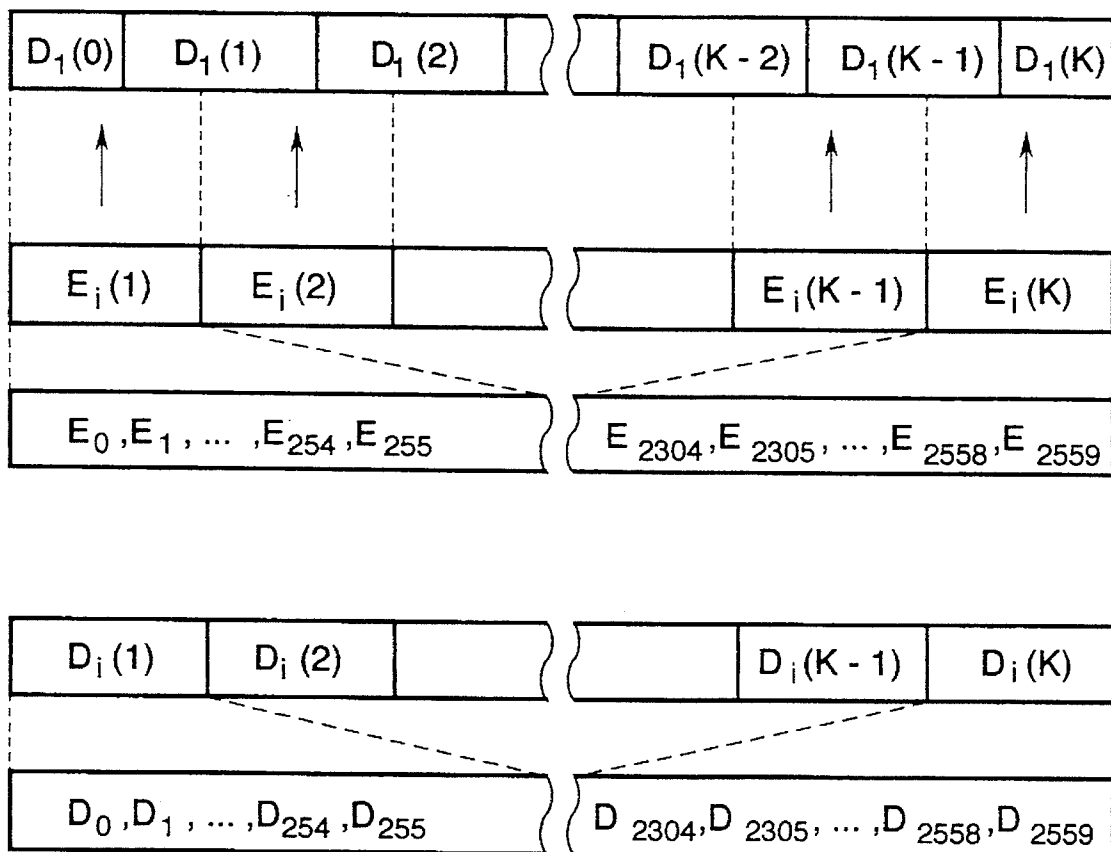 D₁(0) D₁(1) D₁(2) D₁(K - 2) D₁(K - 1) D₁(K)
Eᵢ(1) Eᵢ(2) Eᵢ(K - 1) Eᵢ(K)
E₀,E₁, ... ,E₂₅₄,E₂₅₅ E₂₃₀₄,E₂₃₀₅, ... ,E₂₅₅₈,E₂₅₅₉
Dᵢ(1) Dᵢ(2) Dᵢ(K - 1) Dᵢ(K)
D₀,D₁, ... ,D₂₅₄,D₂₅₅ D₂₃₀₄,D₂₃₀₅, ... ,D₂₅₅₈,D₂₅₅₉